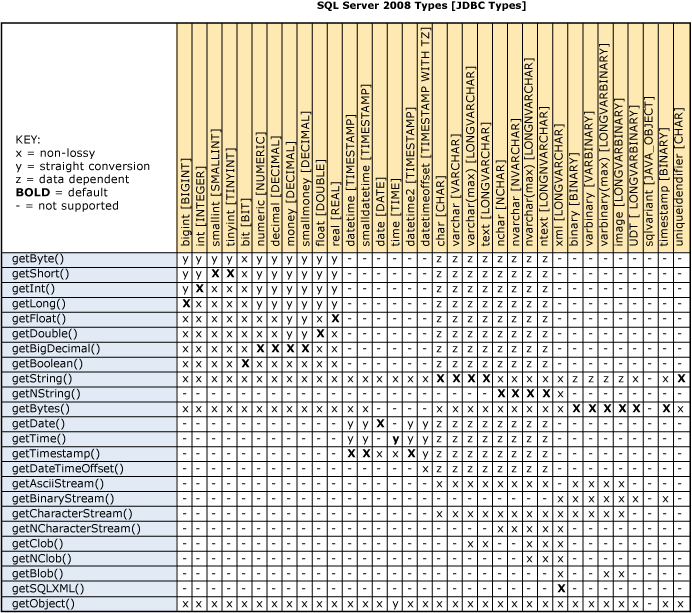 SQL Server 2008 Types [JDBC Types]
KEY:
x = non-lossy
y = straight conversion
z = data dependent
BOLD = default
- = not supported
bigint [BIGINT]
int [INTEGER]
smallint [SMALLINT]
tinyint [TINYINT]
bit [BIT]
numeric [NUMERIC]
decimal [DECIMAL]
money [DECIMAL]
smallmoney [DECIMAL]
float [DOUBLE]
real [REAL]
datetime [TIMESTAMP]
smalldatetime [TIMESTAMP]
date [DATE]
time [TIME]
datetime2 [TIMESTAMP]
datetimeoffset [TIMESTAMP WITH TZ]
char [CHAR]
varchar [VARCHAR]
varchar(max) [LONGVARCHAR]
text [LONGVARCHAR]
nchar [NCHAR]
nvarchar [NVARCHAR]
nvarchar(max) [LONGNVARCHAR]
ntext [LONGNVARCHAR]
xml [LONGVARCHAR]
binary [BINARY]
varbinary [VARBINARY]
varbinary(max) [LONGVARBINARY]
image [LONGVARBINARY]
UDT [LONGVARBINARY]
sqlvariant [JAVA_OBJECT]
timestamp [BINARY]
uniqueidendifier [CHAR]
getByte() y y y y x y y y y y y - - - - - - z z z z z z z z - - - - - - - - -
getShort() y y X X x y y y y y y - - - - - - z z z z z z z z - - - - - - - - -
getInt() y X x x x y y y y y y - - - - - - z z z z z z z z - - - - - - - - -
getLong() X x x x x y y y y y y - - - - - - z z z z z z z z - - - - - - - - -
getFloat() x x x x x x x y y x X - - - - - - z z z z z z z z - - - - - - - - -
getDouble() x x x x x x x y y X x - - - - - - z z z z z z z z - - - - - - - - -
getBigDecimal() x x x x x X X X X x x - - - - - - z z z z z z z z - - - - - - - - -
getBoolean() x x x x X x x x x x x - - - - - - z z z z z z z z - - - - - - - - -
getString() x x x x x x x x x x x x x x x x x X X X X x x x x x z z z z x - x X
getNString() - - - - - - - - - - - - - - - - - - - - - X X X X x - - - - - - - -
getBytes() x x x x x x x x x x x x x - - - - x x x x x x x x x X X X X X - X x
getDate() - - - - - - - - - - - y y X - y y z z z z z z z z - - - - - - - - -
getTime() - - - - - - - - - - - y y - y y y z z z z z z z z - - - - - - - - -
getTimestamp() - - - - - - - - - - - X X x x X y z z z z z z z z - - - - - - - - -
getDateTimeOffset() - - - - - - - - - - - - - - - - x z z z z z z z z - - - - - - - - -
getAsciiStream() - - - - - - - - - - - - - - - - - x x x x x x x x - x x x x - - - -
getBinaryStream() - - - - - - - - - - - - - - - - - - - - - - - - - x x x x x x - x -
getCharacterStream() - - - - - - - - - - - - - - - - - x x x x x x x x x x x x x - - - -
getNCharacterStream() - - - - - - - - - - - - - - - - - - - - - x x x x x - - - - - - - -
getClob() - - - - - - - - - - - - - - - - - - - x x - - x x x - - - - - - - -
getNClob() - - - - - - - - - - - - - - - - - - - - - - - x x x - - - - - - - -
getBlob() - - - - - - - - - - - - - - - - - - - - - - - - - x - - x x - - - -
getSQLXML() - - - - - - - - - - - - - - - - - - - - - - - - - X - - - - - - - -
getObject() x x x x x x x x x x x x x x y x x x x x x x x x x x x x x x x - x x